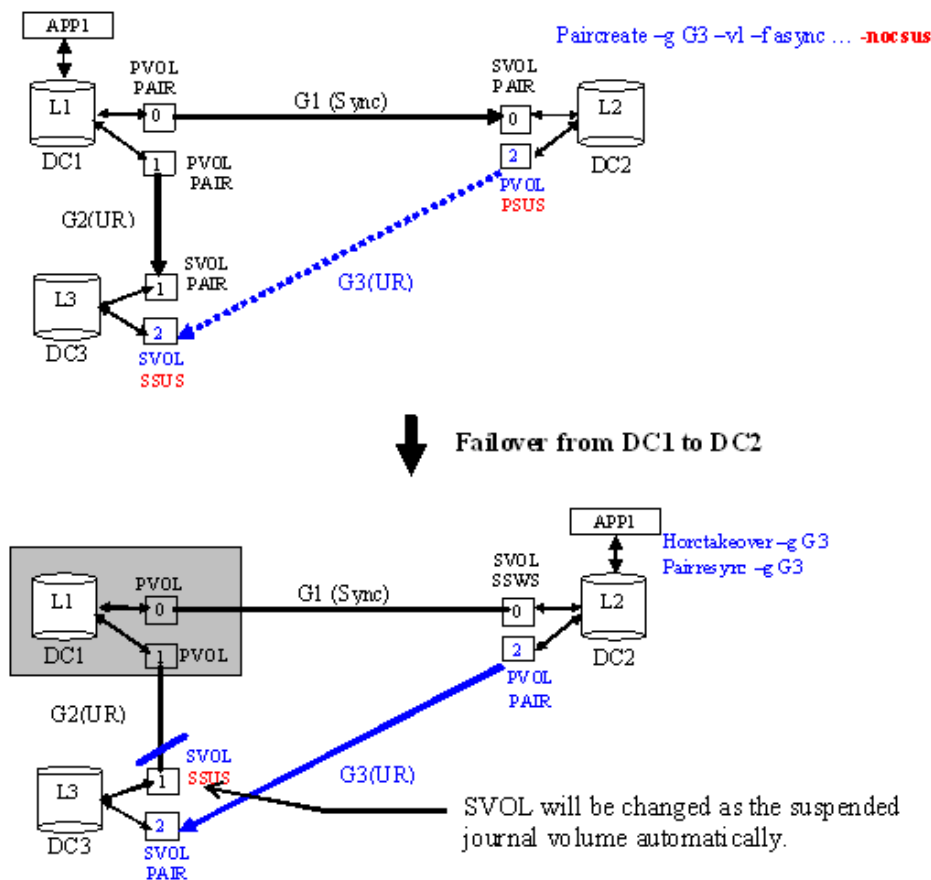 APP1
Paircreate –g G3 –vl –f async … -nocsus
PVOL
PAIR
SVOL
PAIR
L1
0
G1 (Sync)
0
L2
DC1
1
PVOL
PAIR
2
DC2
PVOL
PSUS
G2(UR)
SVOL
PAIR
L3
1
G3(UR)
2
DC3
SVOL
SSUS
Failover from DC1 to DC2
APP1
Horctakeover –g G3
Pairresync –g G3
PVOL
SVOL
SSWS
L1
0
G1 (Sync)
0
L2
DC1
1
PVOL
2
DC2
PVOL
PAIR
G2(UR)
SVOL
SSUS
G3(UR)
L3
1
SVOL will be changed as the suspended
journal volume automatically.
2
DC3
SVOL
PAIR